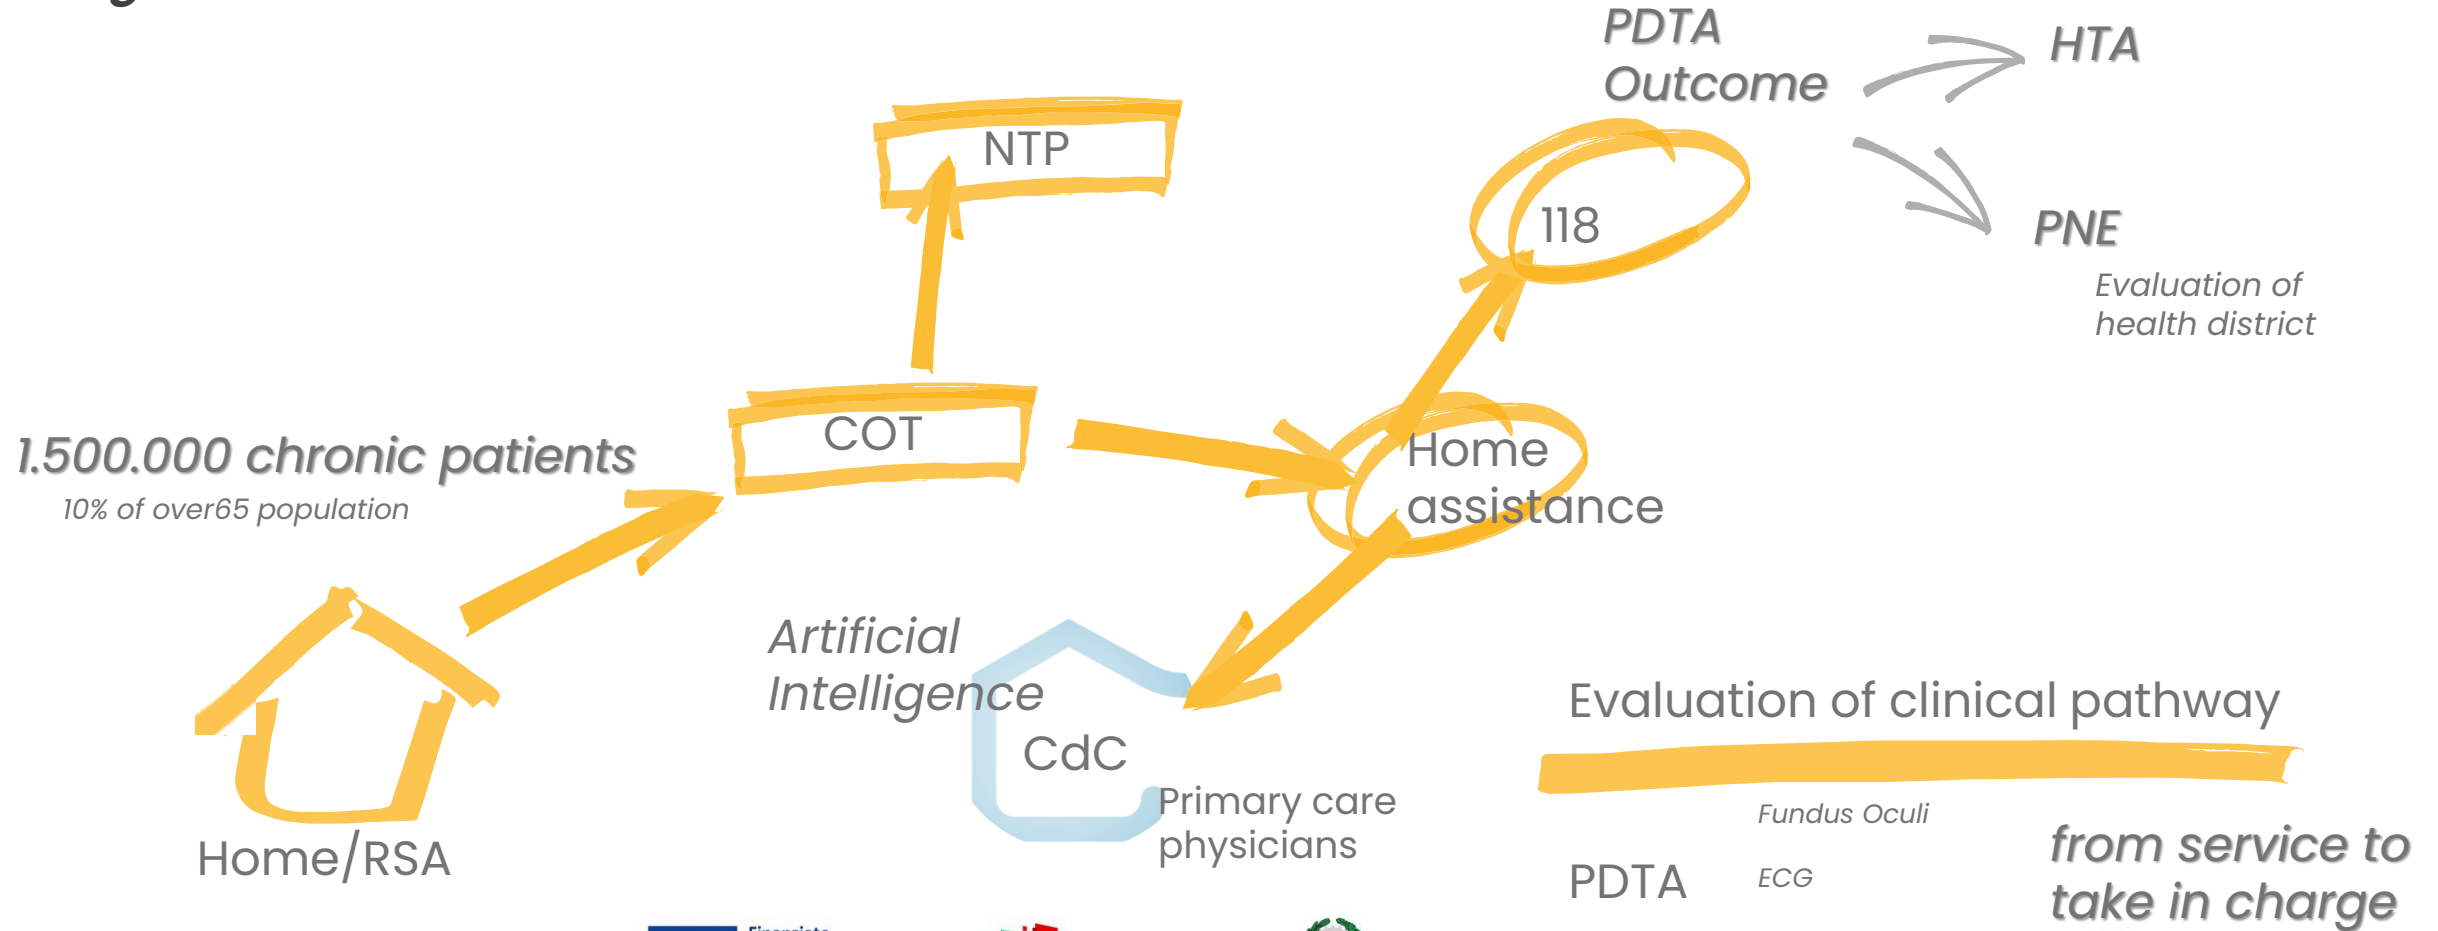 PDTA
Outcome
HTA
NTP
118
PNE
Evaluation of
health district
1.500.000 chronic patients
10% of over65 population
COT
Home
assistance
Artificial
Intelligence
CdC
Primary care
physicians
Home/RSA
Evaluation of clinical pathway
Fundus Oculi
PDTA
ECG
from service to
take in charge